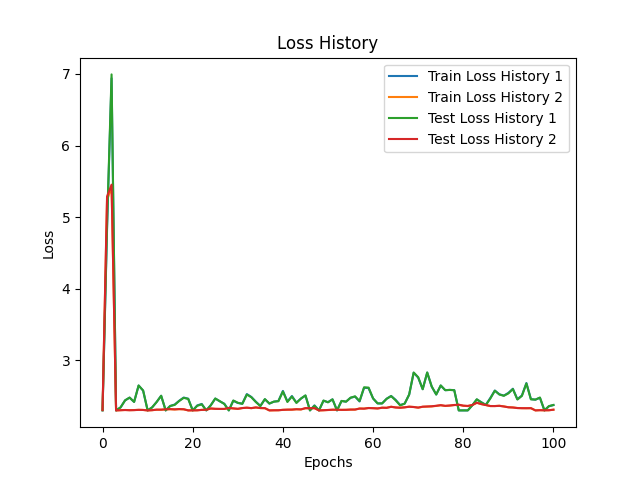 Loss History
Train Loss History 1
Train Loss History 2
Test Loss History 1
Test Loss History 2
Loss
7
6
5
4
3
0 20 40 60 80 100
Epochs